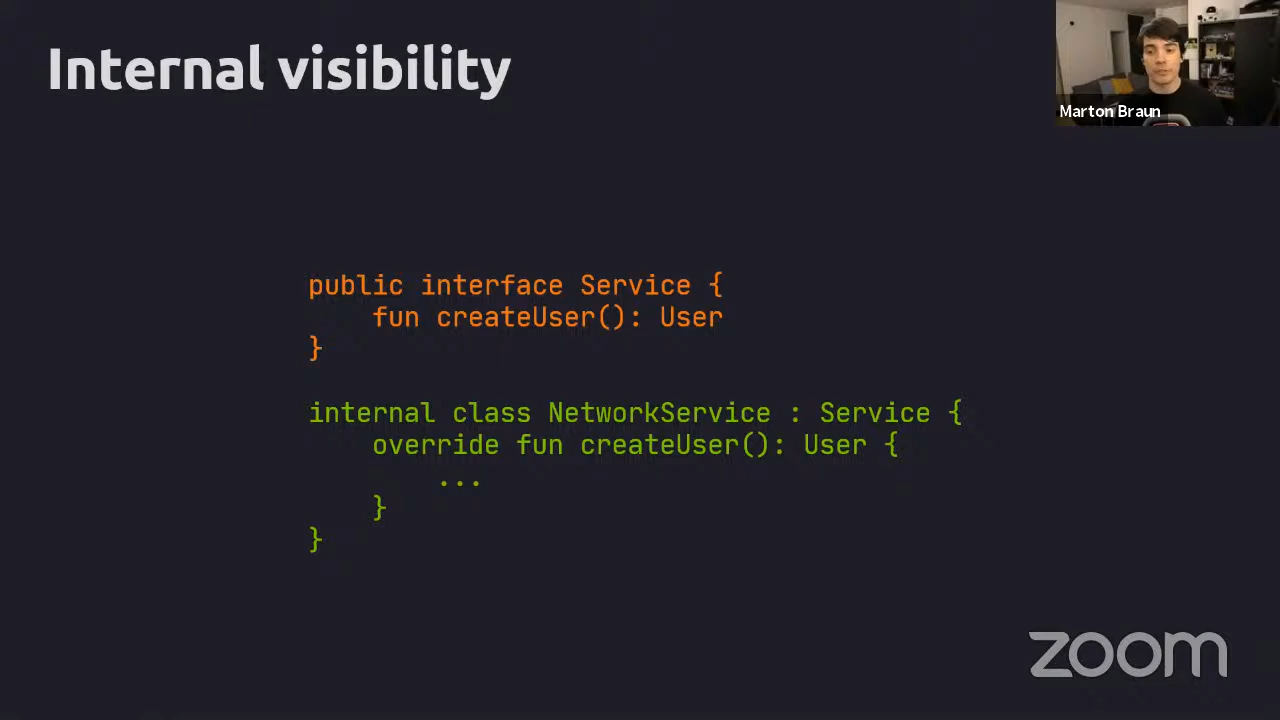 Internal visibility
Marton Braun
public interface Service {
    fun createUser(): User
}
internal class NetworkService : Service {
    override fun createUser(): User {
        ...
    }
}
zoom